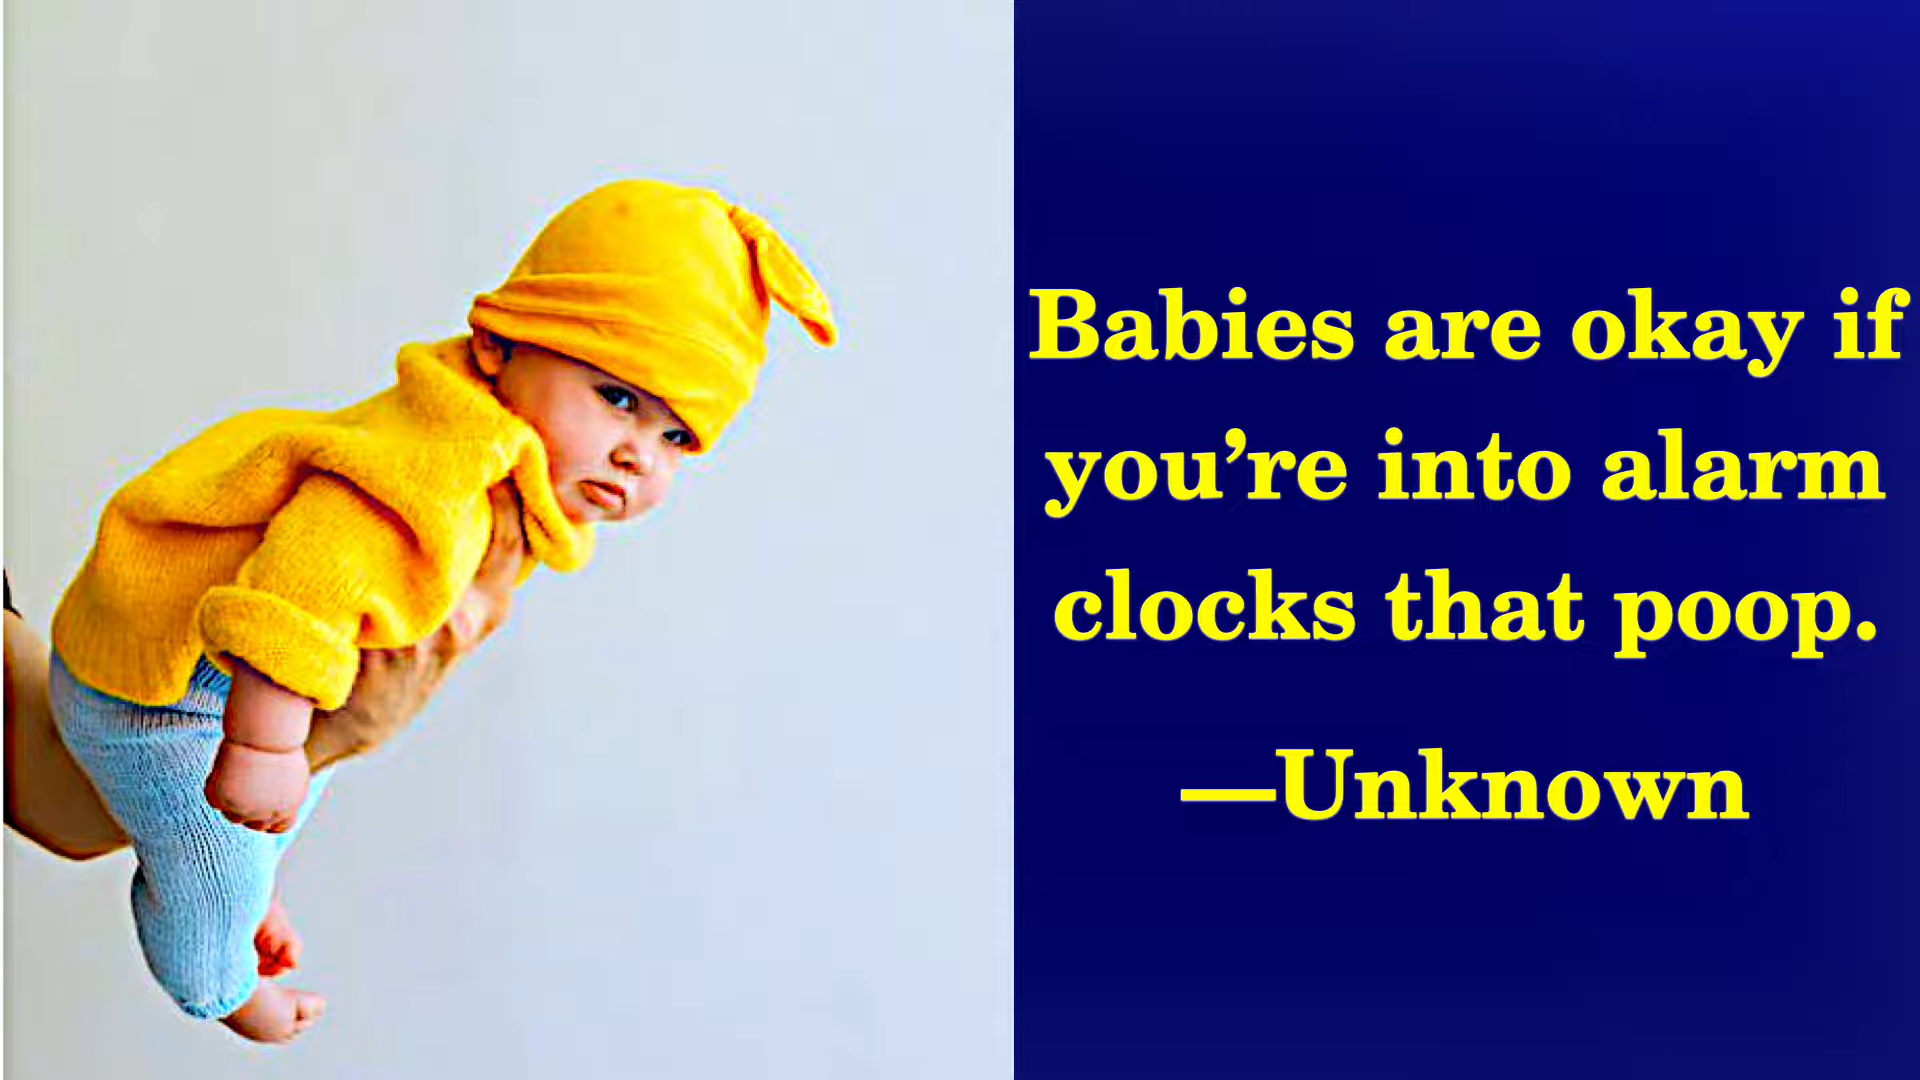 Babies are okay if
you’re into alarm
clocks that poop.
—Unknown